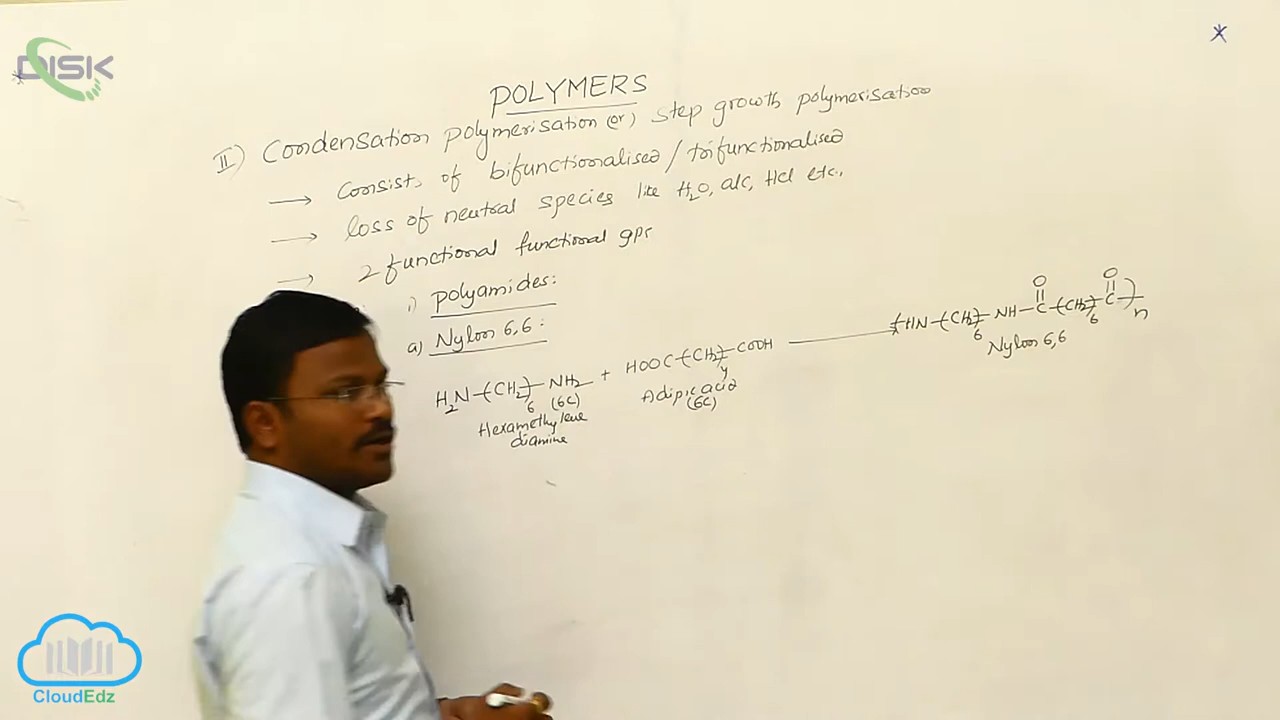 DISK
POLYMERS
II) Condensation polymerisation (or) step growth polymerisation
→ Consists of bifunctionalised / trifunctionalised
→ loss of neutral species like H₂O, alc, Hcl etc.,
→ 2 functional functional gps
i) polyamides:
a) Nylon 6,6:
H₂N-(CH₂)₆-NH₂ + HOOC-(CH₂)₄-COOH → (HN-(CH₂)₆-NH-C(=O)-(CH₂)₆-C(=O))n
(6C)
Hexamethylene
diamine
Adipic acid
(6C)
Nylon 6,6
CloudEdz